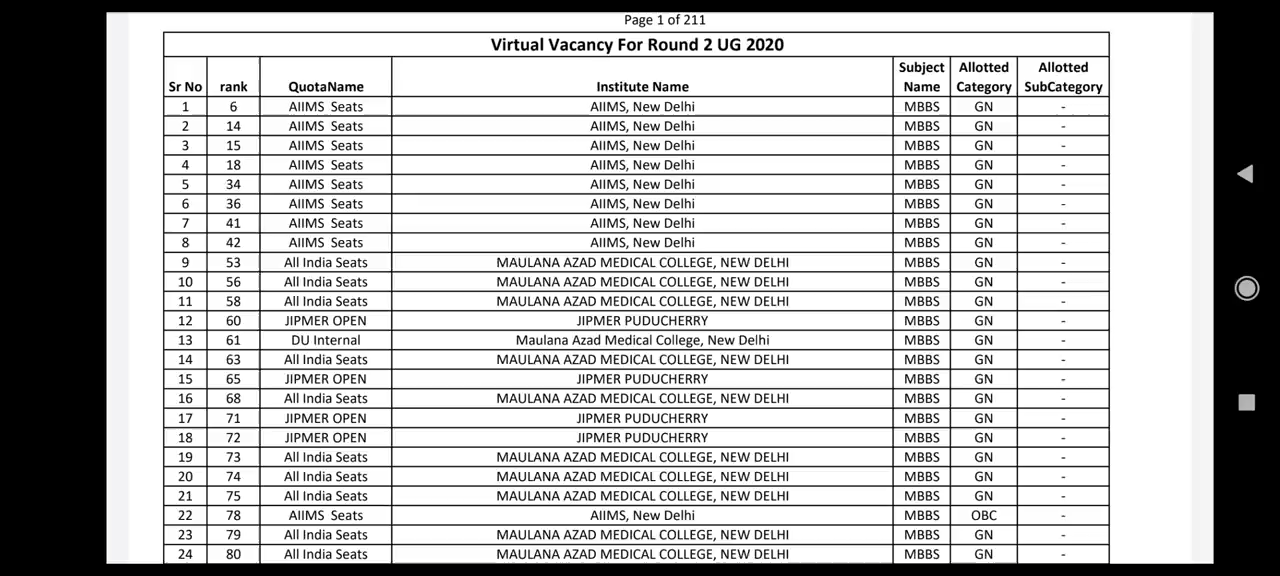 Page 1 of 211
Virtual Vacancy For Round 2 UG 2020
Sr No rank QuotaName Institute Name Subject Name Allotted Category Allotted SubCategory
1 6 AIIMS Seats AIIMS, New Delhi MBBS GN -
2 14 AIIMS Seats AIIMS, New Delhi MBBS GN -
3 15 AIIMS Seats AIIMS, New Delhi MBBS GN -
4 18 AIIMS Seats AIIMS, New Delhi MBBS GN -
5 34 AIIMS Seats AIIMS, New Delhi MBBS GN -
6 36 AIIMS Seats AIIMS, New Delhi MBBS GN -
7 41 AIIMS Seats AIIMS, New Delhi MBBS GN -
8 42 AIIMS Seats AIIMS, New Delhi MBBS GN -
9 53 All India Seats MAULANA AZAD MEDICAL COLLEGE, NEW DELHI MBBS GN -
10 56 All India Seats MAULANA AZAD MEDICAL COLLEGE, NEW DELHI MBBS GN -
11 58 All India Seats MAULANA AZAD MEDICAL COLLEGE, NEW DELHI MBBS GN -
12 60 JIPMER OPEN JIPMER PUDUCHERRY MBBS GN -
13 61 DU Internal Maulana Azad Medical College, New Delhi MBBS GN -
14 63 All India Seats MAULANA AZAD MEDICAL COLLEGE, NEW DELHI MBBS GN -
15 65 JIPMER OPEN JIPMER PUDUCHERRY MBBS GN -
16 68 All India Seats MAULANA AZAD MEDICAL COLLEGE, NEW DELHI MBBS GN -
17 71 JIPMER OPEN JIPMER PUDUCHERRY MBBS GN -
18 72 JIPMER OPEN JIPMER PUDUCHERRY MBBS GN -
19 73 All India Seats MAULANA AZAD MEDICAL COLLEGE, NEW DELHI MBBS GN -
20 74 All India Seats MAULANA AZAD MEDICAL COLLEGE, NEW DELHI MBBS GN -
21 75 All India Seats MAULANA AZAD MEDICAL COLLEGE, NEW DELHI MBBS GN -
22 78 AIIMS Seats AIIMS, New Delhi MBBS OBC -
23 79 All India Seats MAULANA AZAD MEDICAL COLLEGE, NEW DELHI MBBS GN -
24 80 All India Seats MAULANA AZAD MEDICAL COLLEGE, NEW DELHI MBBS GN -